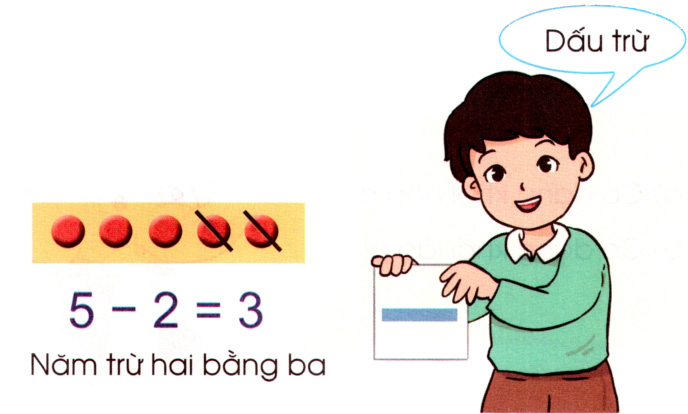 Dấu trừ
5 – 2 = 3
Năm trừ hai bằng ba